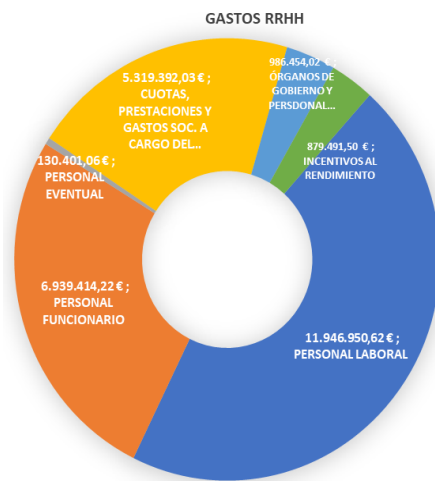 GASTOS RRHH
986.454,02 € ;
ÓRGANOS DE
GOBIERNO Y
PERSDONAL...
879.491,50 € ;
INCENTIVOS AL
RENDIMIENTO
11.946.950,62 € ;
PERSONAL LABORAL
6.939.414,22 € ;
PERSONAL
FUNCIONARIO
130.401,06 € ;
PERSONAL
EVENTUAL
5.319.392,03 € ;
CUOTAS,
PRESTACIONES Y
GASTOS SOC. A
CARGO DEL...